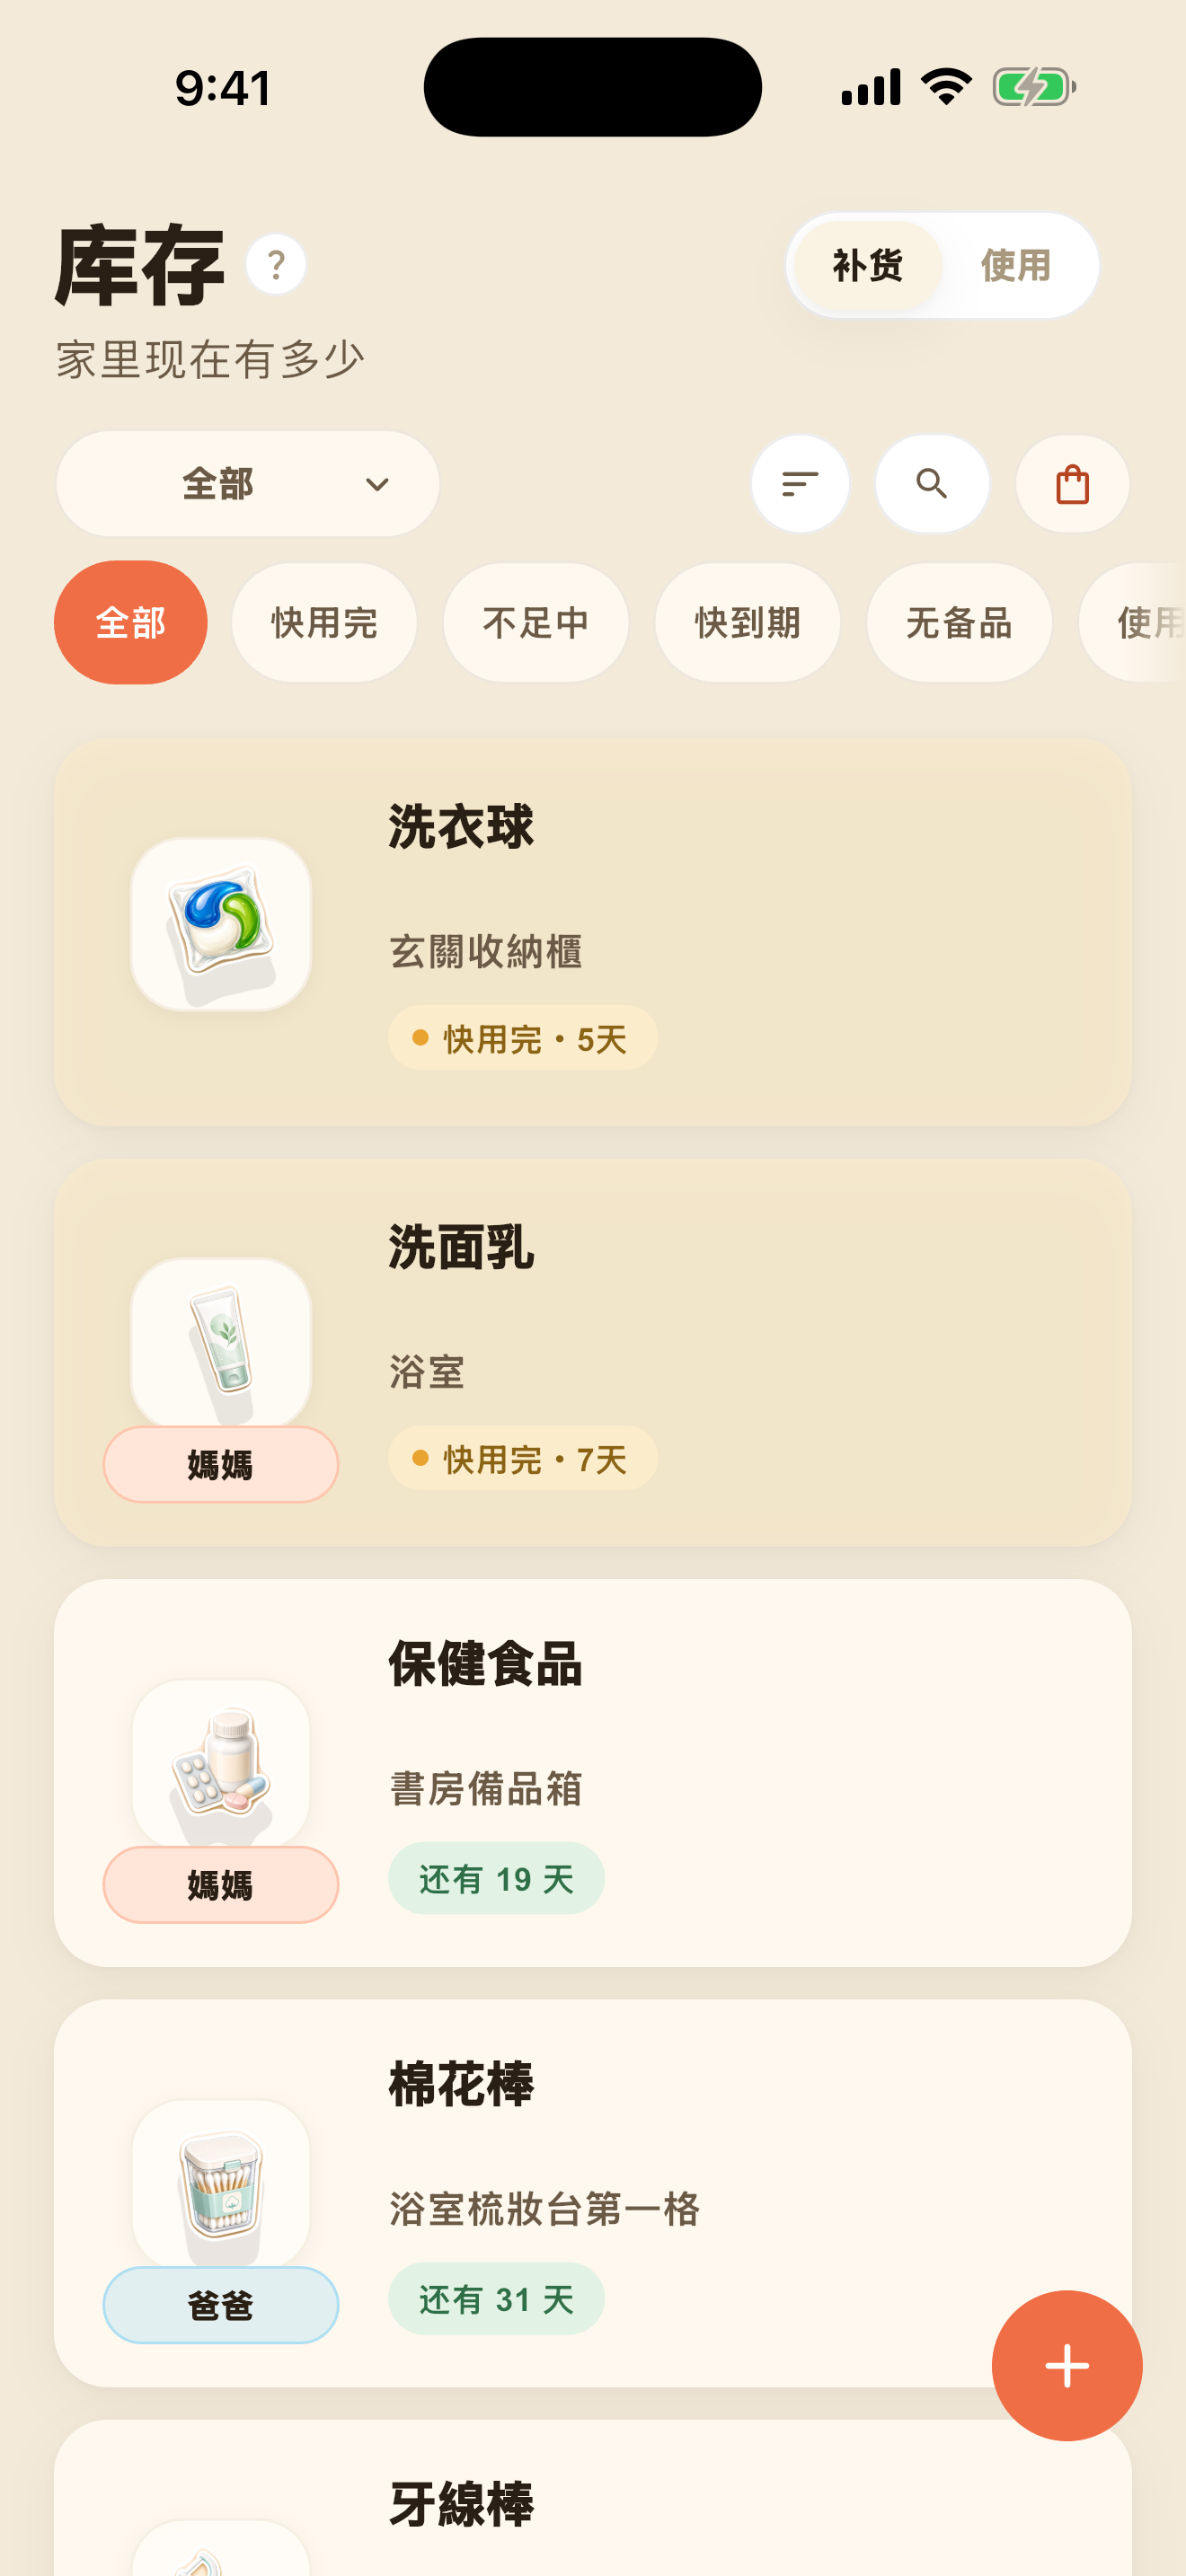 9:41
库存 ?
补货 使用
家里现在有多少
全部
全部 快用完 不足中 快到期 无备品 使用
洗衣球
玄關收納櫃
快用完・5天
洗面乳
浴室
媽媽
快用完・7天
保健食品
書房備品箱
媽媽
还有 19 天
棉花棒
浴室梳妝台第一格
爸爸
还有 31 天
牙線棒